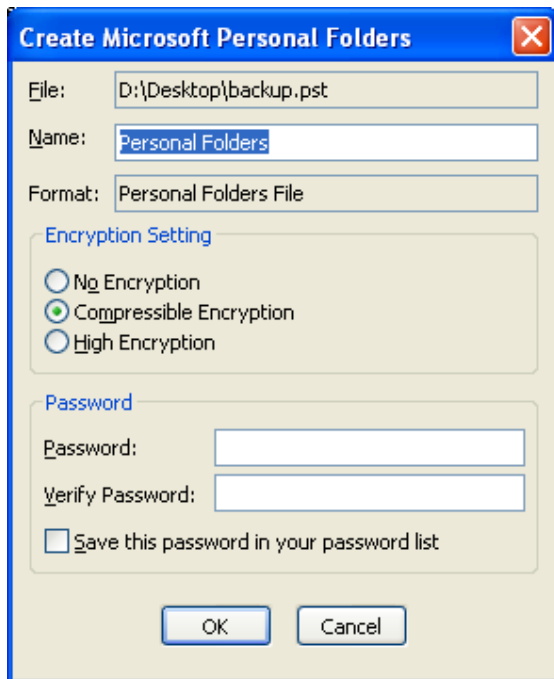 Create Microsoft Personal Folders
File: D:\Desktop\backup.pst
Name: Personal Folders
Format: Personal Folders File
Encryption Setting
No Encryption
Compressible Encryption
High Encryption
Password
Password:
Verify Password:
Save this password in your password list
OK Cancel